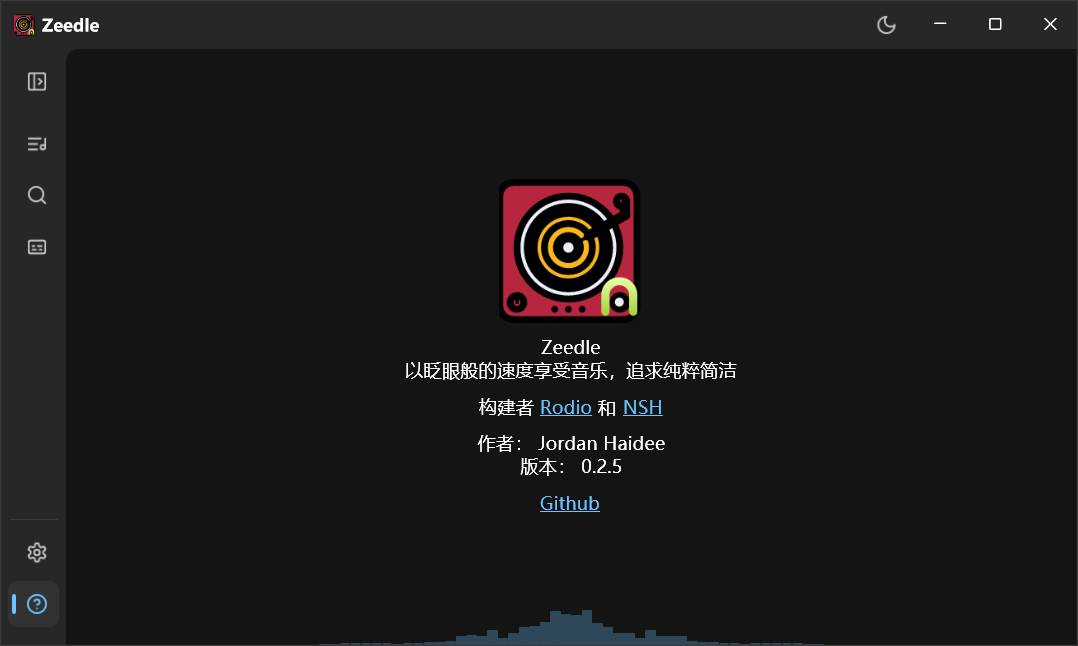 Zeedle
Zeedle
以眨眼般的速度享受音乐，追求纯粹简洁
构建者 Rodio 和 NSH
作者： Jordan Haidee
版本： 0.2.5
Github